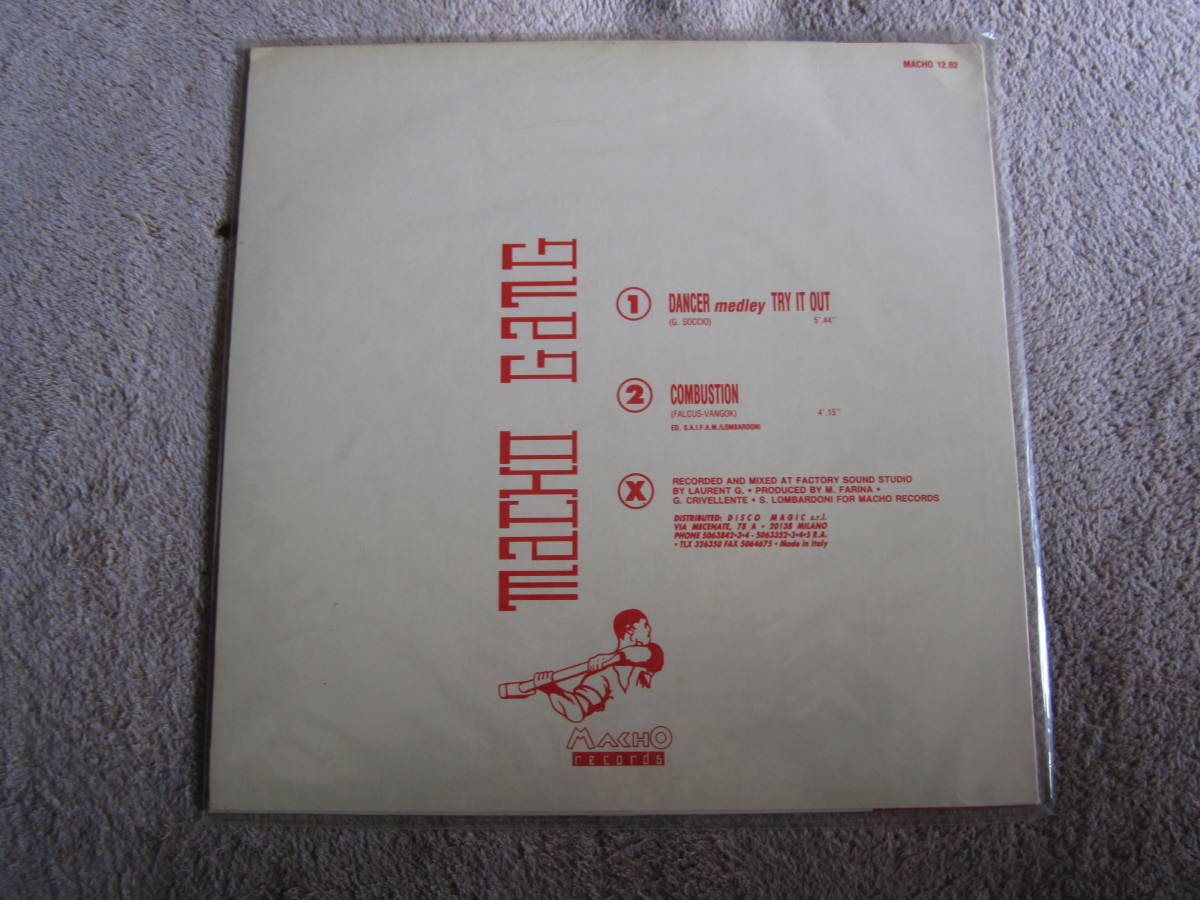 MACHO 12.02
MACHO GANG
1 DANCER medley TRY IT OUT
(G. SOCCIO) 5'.44"
2 COMBUSTION
(FALCUS-VANGOK) 4'.15"
ED. S.A.I.F.A.M./LOMBARDONI
X RECORDED AND MIXED AT FACTORY SOUND STUDIO
BY LAURENT G. • PRODUCED BY M. FARINA •
G. CRIVELLENTE • S. LOMBARDONI FOR MACHO RECORDS
DISTRIBUTED: DISCO MAGIC s.r.l.
VIA MECENATE, 78 A • 20138 MILANO
PHONE 5063842•3•4 - 5063352•3•4•5 R.A.
• TLX 326350 FAX 5064675 • Made in Italy
MACHO
records